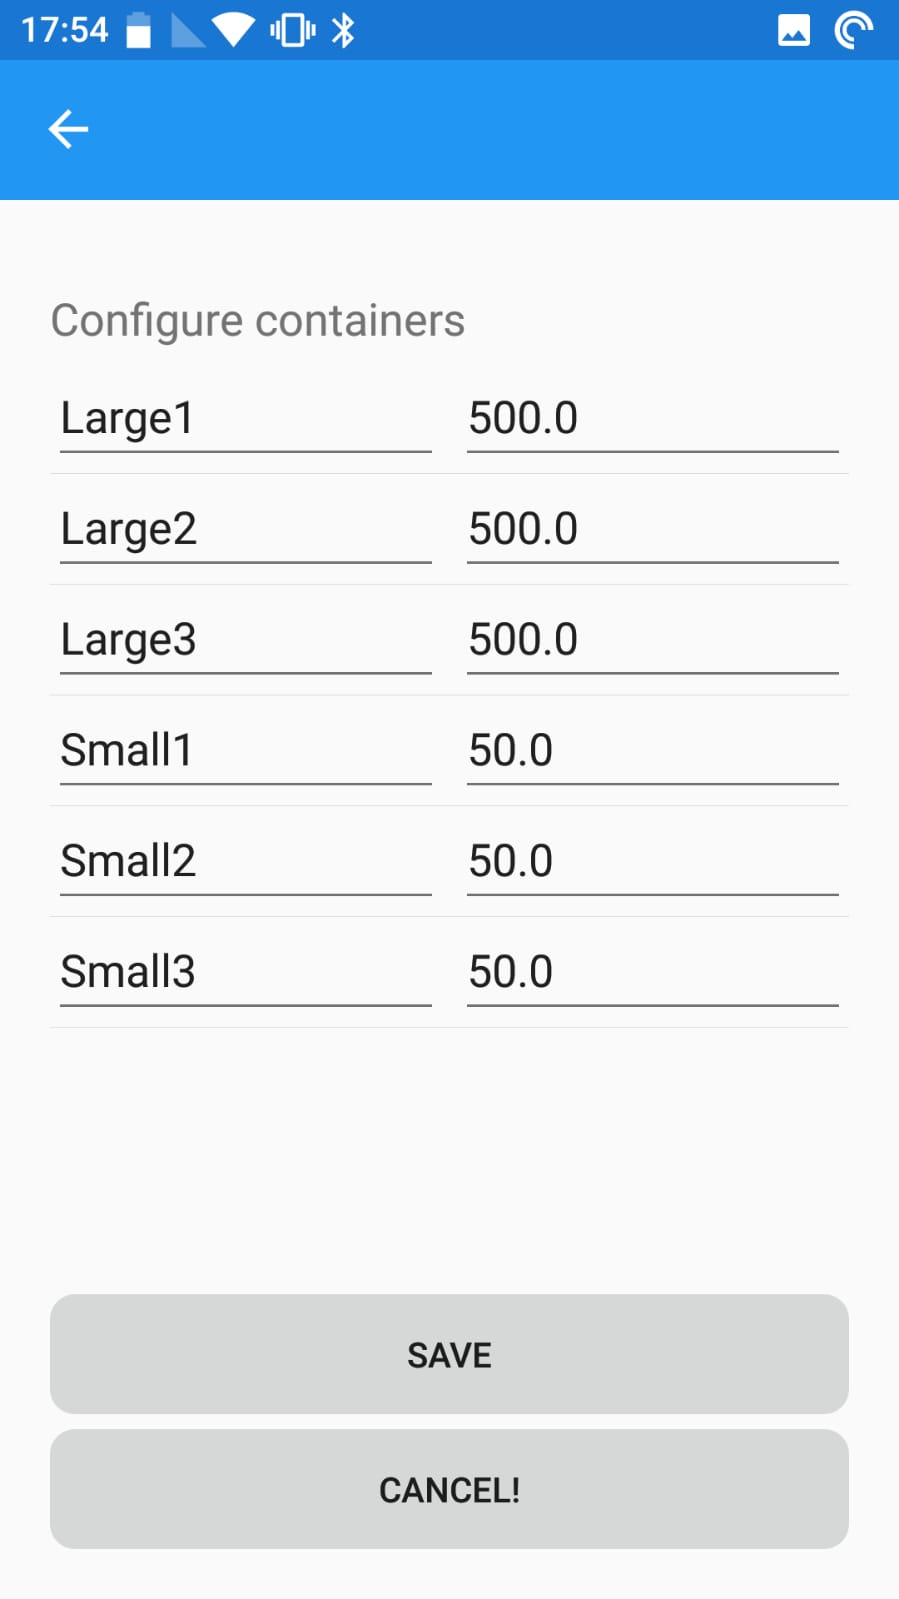 17:54
Configure containers
Large1 500.0
Large2 500.0
Large3 500.0
Small1 50.0
Small2 50.0
Small3 50.0
SAVE
CANCEL!